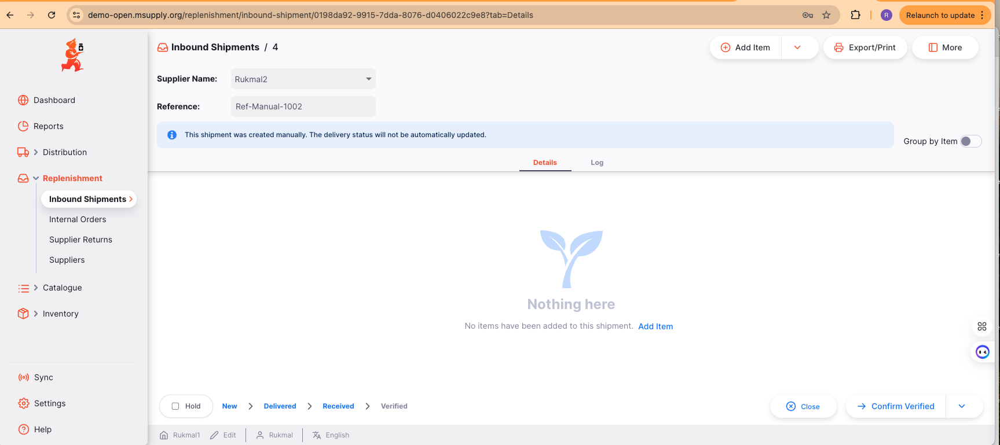 demo-open.msupply.org/replenishment/inbound-shipment/0198da92-9915-7dda-8076-d0406022c9e8?tab=Details
R
Relaunch to update
Inbound Shipments / 4
Add Item
Export/Print
More
Supplier Name:
Rukmal2
Reference:
Ref-Manual-1002
This shipment was created manually. The delivery status will not be automatically updated.
Group by Item
Details
Log
Dashboard
Reports
Distribution
Replenishment
Inbound Shipments
Internal Orders
Supplier Returns
Suppliers
Catalogue
Inventory
Sync
Settings
Help
Nothing here
No items have been added to this shipment. Add Item
Hold
New
Delivered
Received
Verified
Close
Confirm Verified
Rukmal1
Edit
Rukmal
English